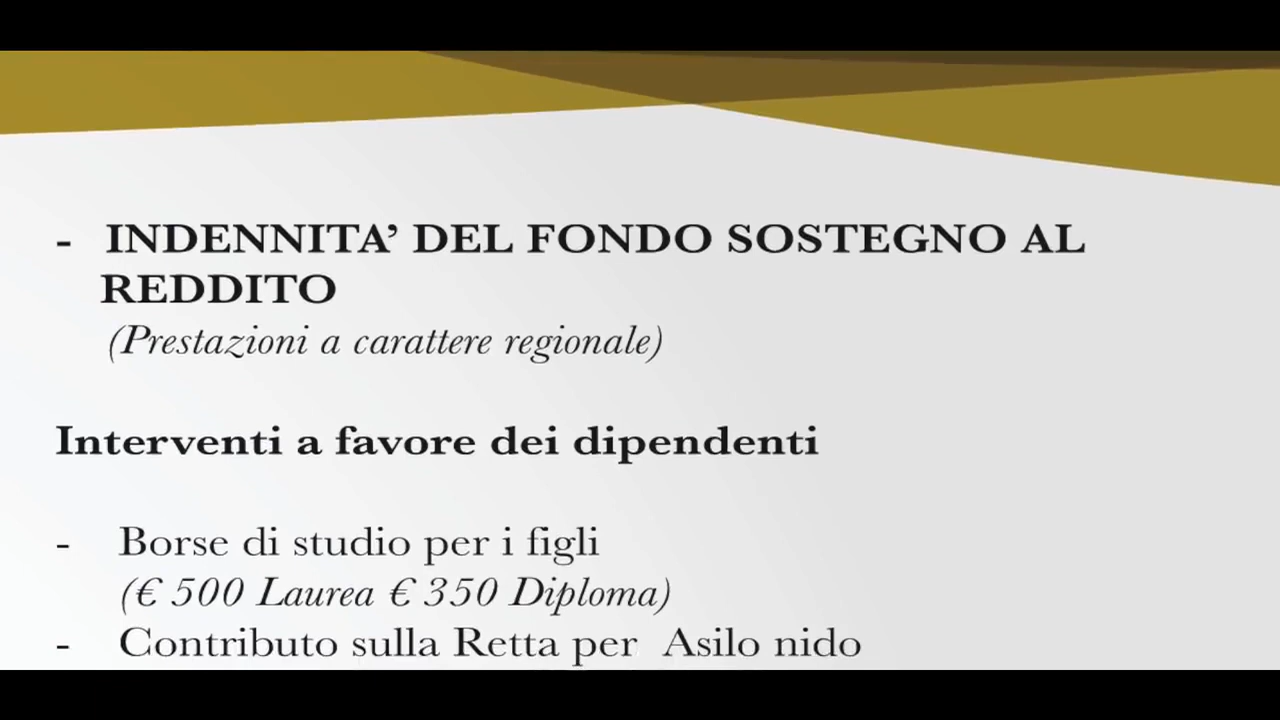 - INDENNITA’ DEL FONDO SOSTEGNO AL
REDDITO
(Prestazioni a carattere regionale)
Interventi a favore dei dipendenti
- Borse di studio per i figli
(€ 500 Laurea € 350 Diploma)
- Contributo sulla Retta per Asilo nido